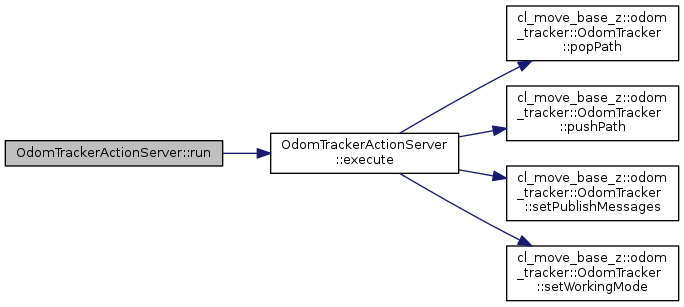 OdomTrackerActionServer::run
OdomTrackerActionServer
::execute
cl_move_base_z::odom
_tracker::OdomTracker
::popPath
cl_move_base_z::odom
_tracker::OdomTracker
::pushPath
cl_move_base_z::odom
_tracker::OdomTracker
::setPublishMessages
cl_move_base_z::odom
_tracker::OdomTracker
::setWorkingMode